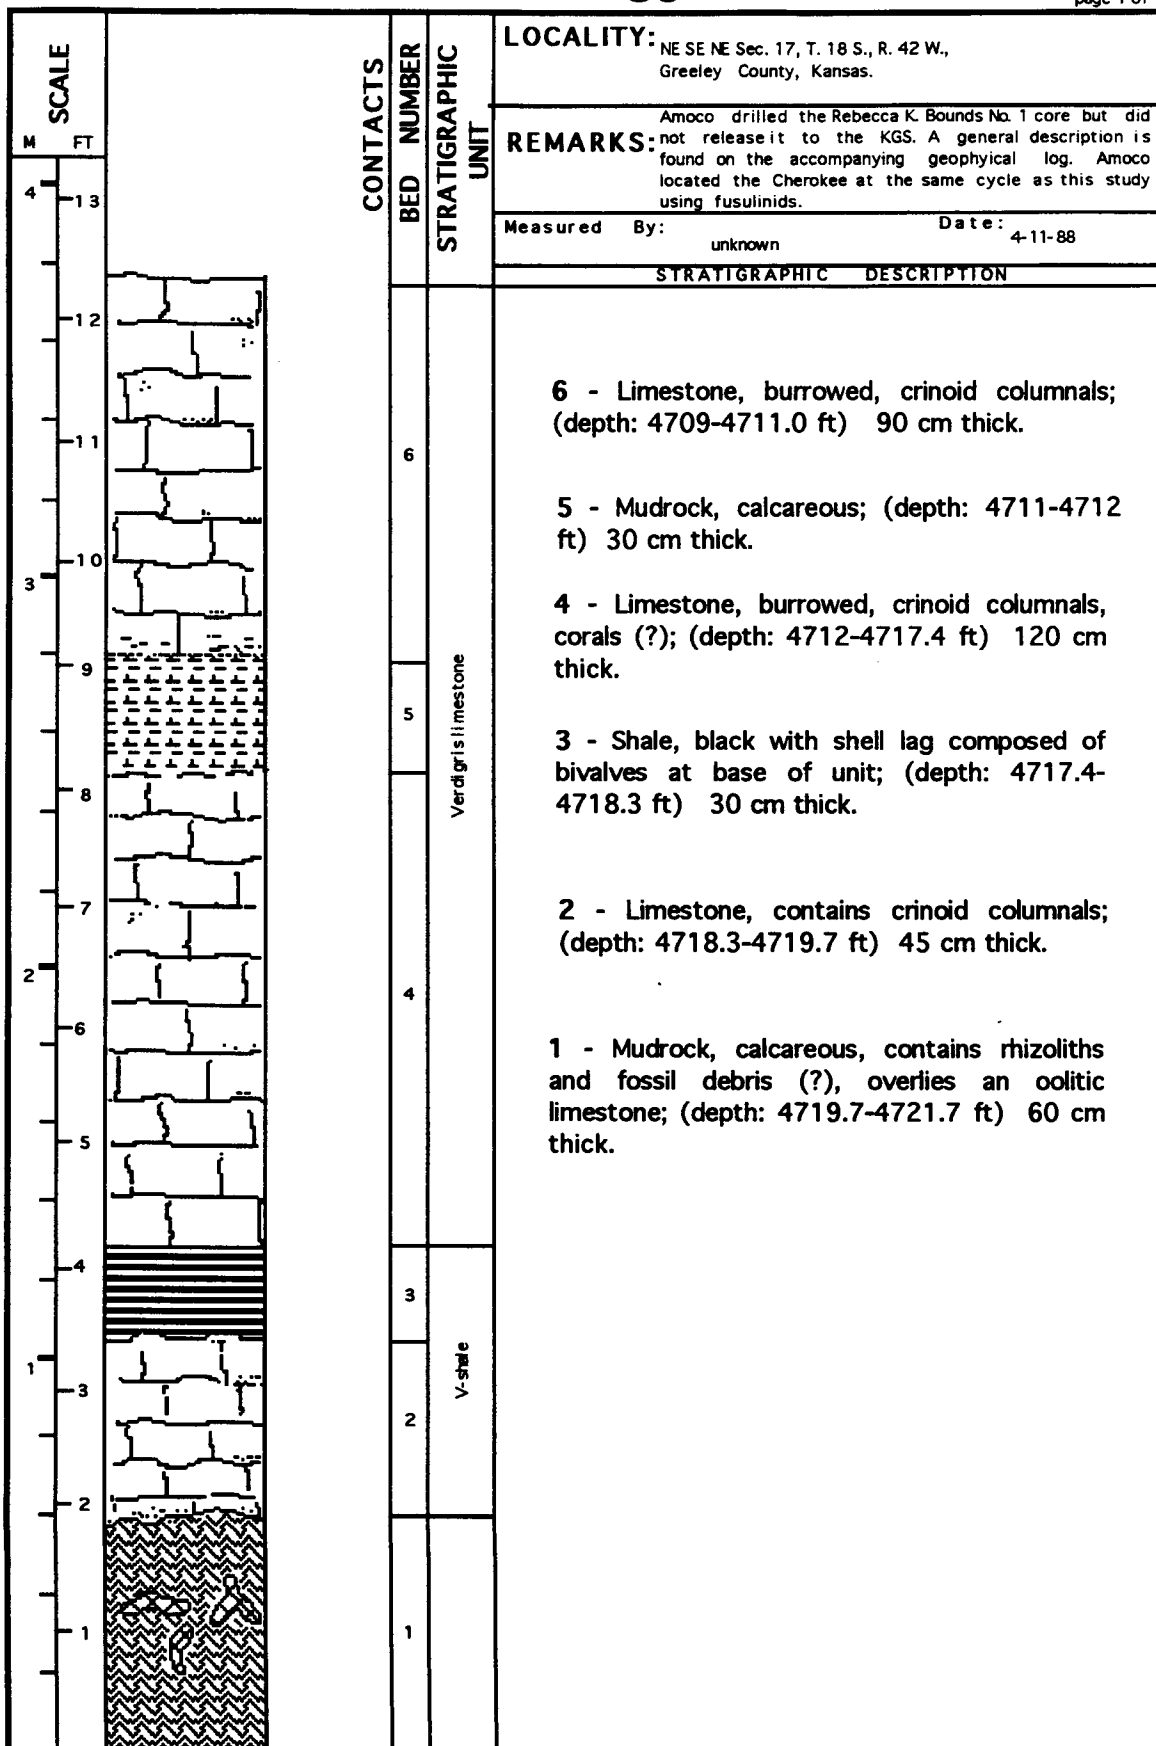 page 1 of
SCALE
M FT
CONTACTS
BED NUMBER
STRATIGRAPHIC
UNIT
LOCALITY: NE SE NE Sec. 17, T. 18 S., R. 42 W.,
Greeley County, Kansas.
REMARKS: Amoco drilled the Rebecca K. Bounds No. 1 core but did
not release it to the KGS. A general description is
found on the accompanying geophyical log. Amoco
located the Cherokee at the same cycle as this study
using fusulinids.
Measured By: unknown
Date: 4-11-88
STRATIGRAPHIC DESCRIPTION
4
13
12
11
10
3
9
8
7
2
6
5
4
1
3
2
1
6
5
4
3
2
1
Verdigris limestone
V-shale
6 - Limestone, burrowed, crinoid columnals;
(depth: 4709-4711.0 ft) 90 cm thick.
5 - Mudrock, calcareous; (depth: 4711-4712
ft) 30 cm thick.
4 - Limestone, burrowed, crinoid columnals,
corals (?); (depth: 4712-4717.4 ft) 120 cm
thick.
3 - Shale, black with shell lag composed of
bivalves at base of unit; (depth: 4717.4-
4718.3 ft) 30 cm thick.
2 - Limestone, contains crinoid columnals;
(depth: 4718.3-4719.7 ft) 45 cm thick.
1 - Mudrock, calcareous, contains rhizoliths
and fossil debris (?), overlies an oolitic
limestone; (depth: 4719.7-4721.7 ft) 60 cm
thick.